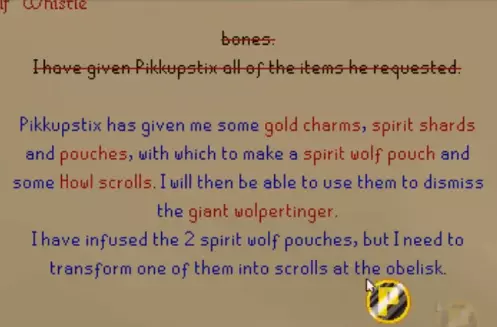 Whistle
bones.
I have given Pikkupstix all of the items he requested.
Pikkupstix has given me some gold charms, spirit shards
and pouches, with which to make a spirit wolf pouch and
some Howl scrolls. I will then be able to use them to dismiss
the giant wolpertinger.
I have infused the 2 spirit wolf pouches, but I need to
transform one of them into scrolls at the obelisk.
P